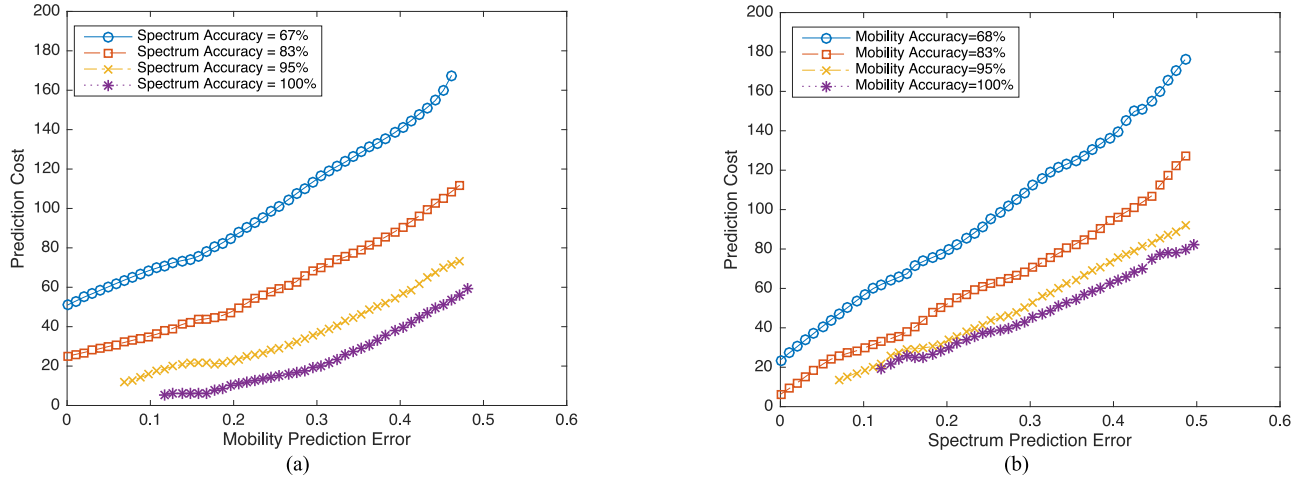 200
180
160
140
120
100
80
60
40
20
0
Prediction Cost
Spectrum Accuracy = 67%
Spectrum Accuracy = 83%
Spectrum Accuracy = 95%
Spectrum Accuracy = 100%
0 0.1 0.2 0.3 0.4 0.5 0.6
Mobility Prediction Error
(a)
200
180
160
140
120
100
80
60
40
20
0
Prediction Cost
Mobility Accuracy=68%
Mobility Accuracy=83%
Mobility Accuracy=95%
Mobility Accuracy=100%
0 0.1 0.2 0.3 0.4 0.5 0.6
Spectrum Prediction Error
(b)